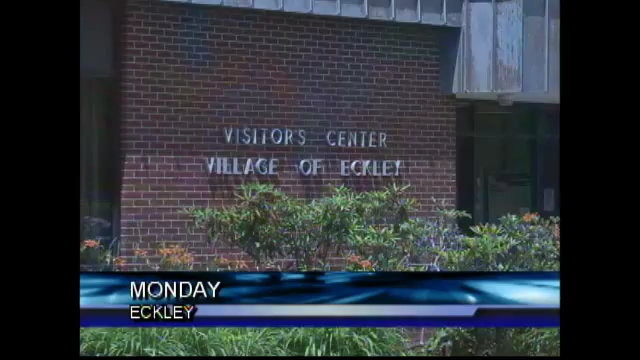 VISITORS CENTER
VILLAGE OF ECKLEY
MONDAY
ECKLEY